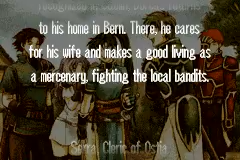 to his home in Bern. There, he cares
for his wife and makes a good living as
a mercenary, fighting the local bandits.
Serra, Cleric of Ostia